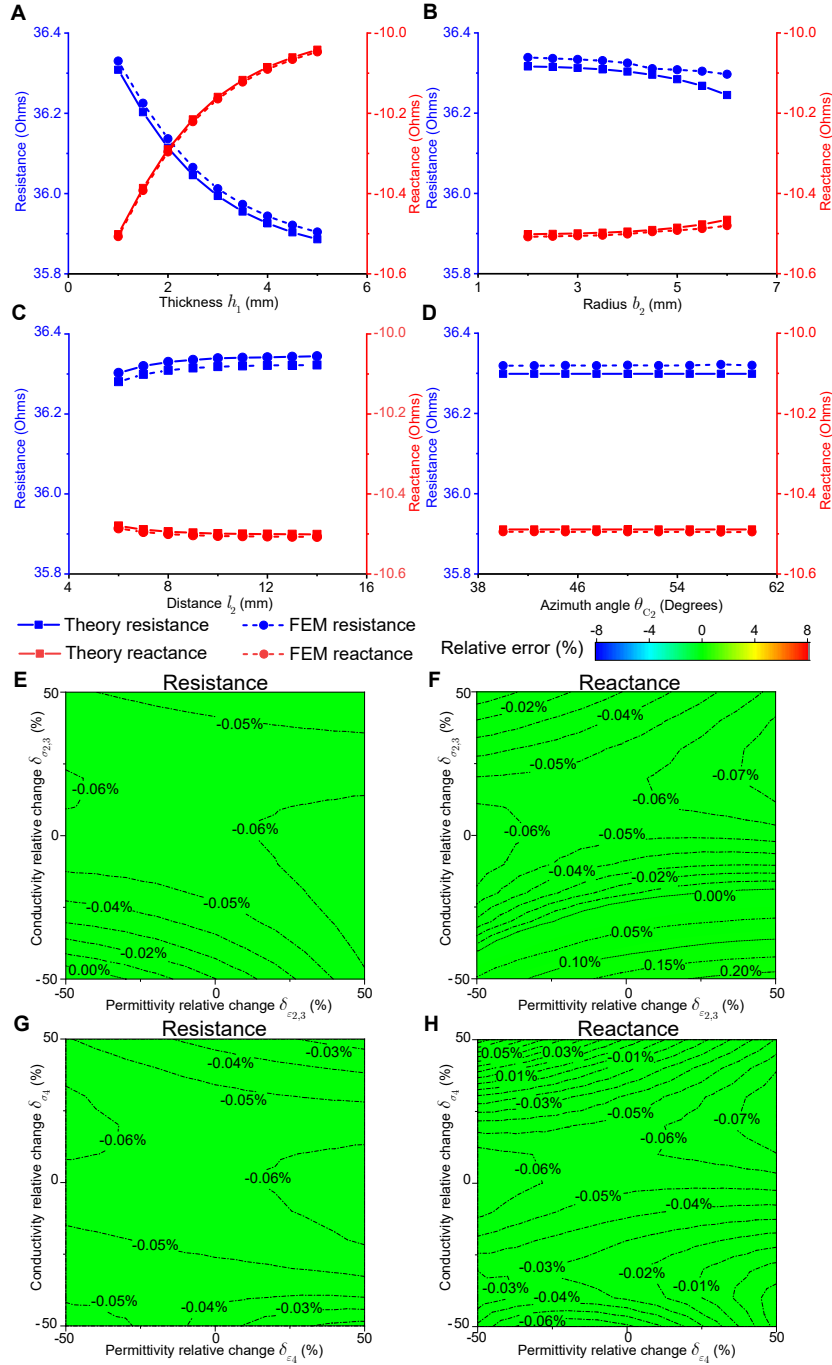 A
B
36.4
36.2
36.0
35.8
Resistance (Ohms)
-10.0
-10.2
-10.4
-10.6
Reactance (Ohms)
0 2 4 6
Thickness h₁ (mm)
36.4
36.2
36.0
35.8
Resistance (Ohms)
-10.0
-10.2
-10.4
-10.6
Reactance (Ohms)
1 3 5 7
Radius b₂ (mm)
C
D
36.4
36.2
36.0
35.8
Resistance (Ohms)
-10.0
-10.2
-10.4
-10.6
Reactance (Ohms)
4 8 12 16
Distance l₂ (mm)
36.4
36.2
36.0
35.8
Resistance (Ohms)
-10.0
-10.2
-10.4
-10.6
Reactance (Ohms)
38 46 54 62
Azimuth angle θ_C₂ (Degrees)
Theory resistance
FEM resistance
Theory reactance
FEM reactance
Relative error (%)
-8 -4 0 4 8
E
Resistance
50
0
-50
Conductivity relative change δ_σ₂,₃ (%)
-0.05%
-0.06%
-0.06%
-0.05%
-0.04%
-0.02%
0.00%
-50 0 50
Permittivity relative change δ_ε₂,₃ (%)
F
Reactance
50
0
-50
Conductivity relative change δ_σ₂,₃ (%)
-0.02%
-0.04%
-0.05%
-0.07%
-0.06%
-0.06%
-0.05%
-0.04%
-0.02%
0.00%
0.05%
0.10%
0.15%
0.20%
-50 0 50
Permittivity relative change δ_ε₂,₃ (%)
G
Resistance
50
0
-50
Conductivity relative change δ_σ₄ (%)
-0.03%
-0.04%
-0.05%
-0.06%
-0.06%
-0.05%
-0.05%
-0.04%
-0.03%
-50 0 50
Permittivity relative change δ_ε₄ (%)
H
Reactance
50
0
-50
Conductivity relative change δ_σ₄ (%)
0.05%
0.03%
-0.01%
0.01%
-0.03%
-0.05%
-0.07%
-0.06%
-0.06%
-0.05%
-0.04%
-0.03%
-0.02%
-0.03%
-0.01%
-0.04%
-0.05%
-50 0 50
Permittivity relative change δ_ε₄ (%)